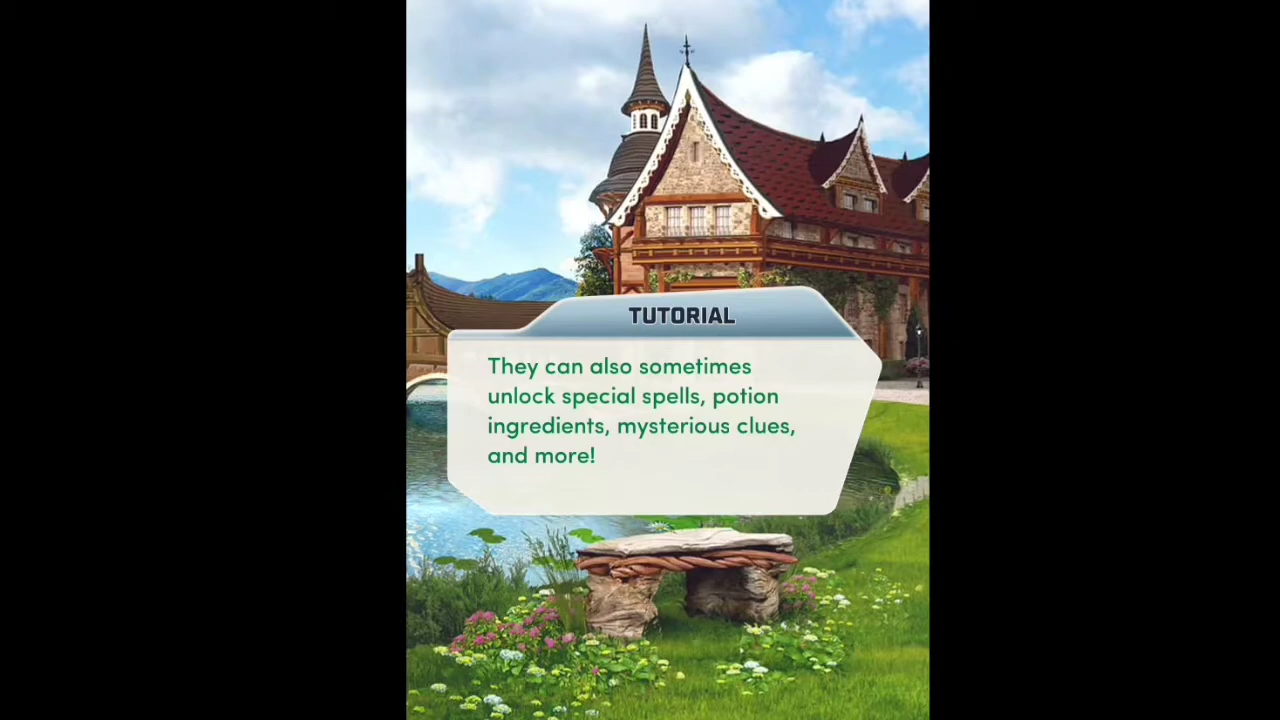 TUTORIAL
They can also sometimes
unlock special spells, potion
ingredients, mysterious clues,
and more!